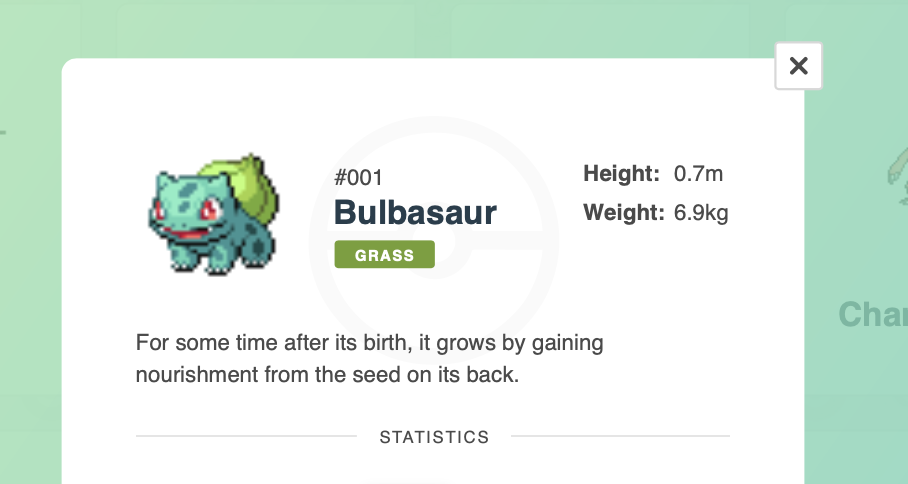 #001
Bulbasaur
GRASS
Height: 0.7m
Weight: 6.9kg
For some time after its birth, it grows by gaining
nourishment from the seed on its back.
STATISTICS
Char